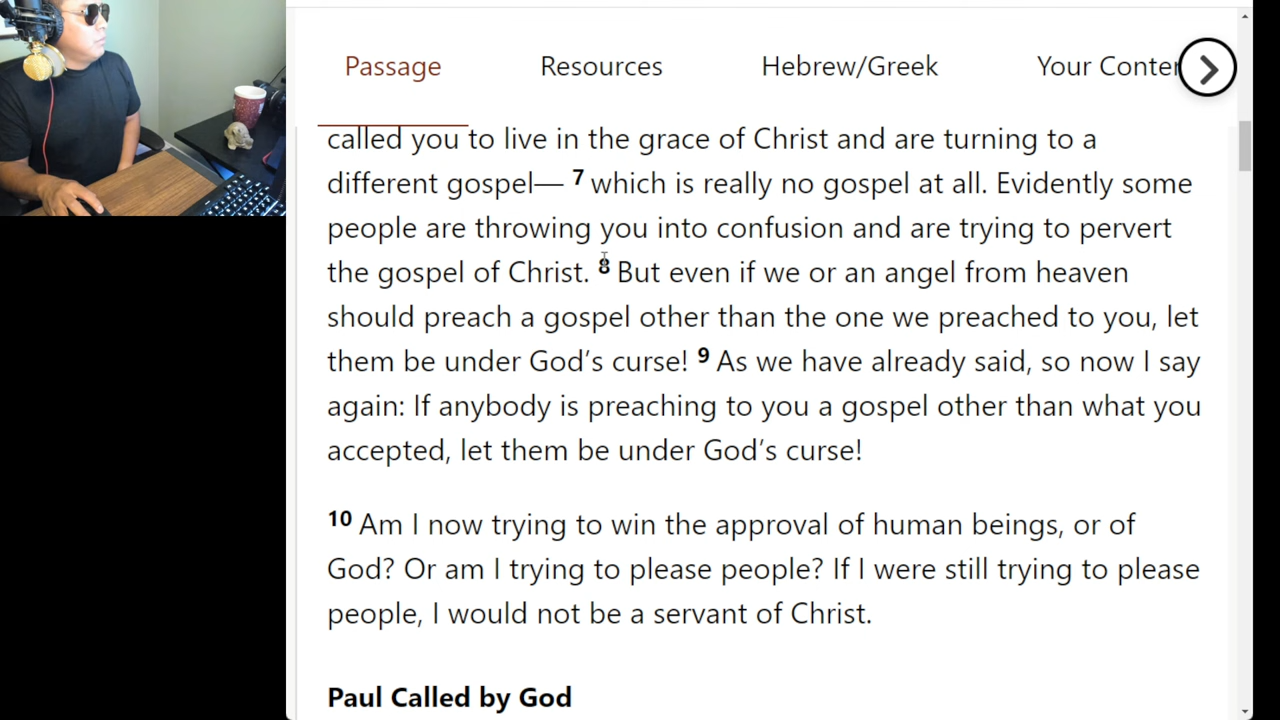 Passage Resources Hebrew/Greek Your Conter
called you to live in the grace of Christ and are turning to a
different gospel— 7 which is really no gospel at all. Evidently some
people are throwing you into confusion and are trying to pervert
the gospel of Christ. 8 But even if we or an angel from heaven
should preach a gospel other than the one we preached to you, let
them be under God’s curse! 9 As we have already said, so now I say
again: If anybody is preaching to you a gospel other than what you
accepted, let them be under God’s curse!
10 Am I now trying to win the approval of human beings, or of
God? Or am I trying to please people? If I were still trying to please
people, I would not be a servant of Christ.
Paul Called by God